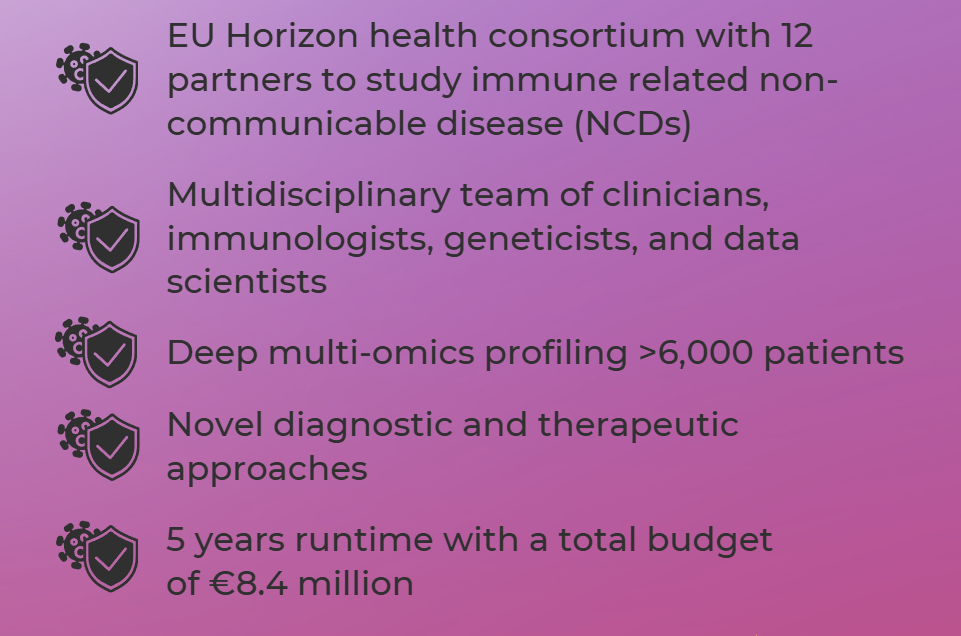 EU Horizon health consortium with 12
partners to study immune related non-
communicable disease (NCDs)
Multidisciplinary team of clinicians,
immunologists, geneticists, and data
scientists
Deep multi-omics profiling >6,000 patients
Novel diagnostic and therapeutic
approaches
5 years runtime with a total budget
of €8.4 million